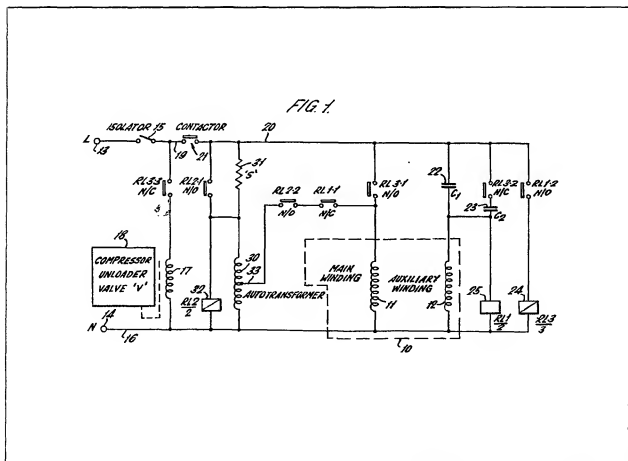 FIG. 1.
ISOLATOR 15 CONTACTOR 20
L 13 19 21
RL3-3 N/C
RL2-1 N/O
31 'S'
RL2-2 N/O
RL1-1 N/C
RL3-1 N/O
22 C1
RL3-2 N/C
RL1-2 N/O
23 C2
18
COMPRESSOR UNLOADER VALVE 'V'
17
30
33
AUTOTRANSFORMER
MAIN WINDING
11
AUXILIARY WINDING
12
32
RL2/2
25
RL1/2
24
RL3/3
14
N
16
10